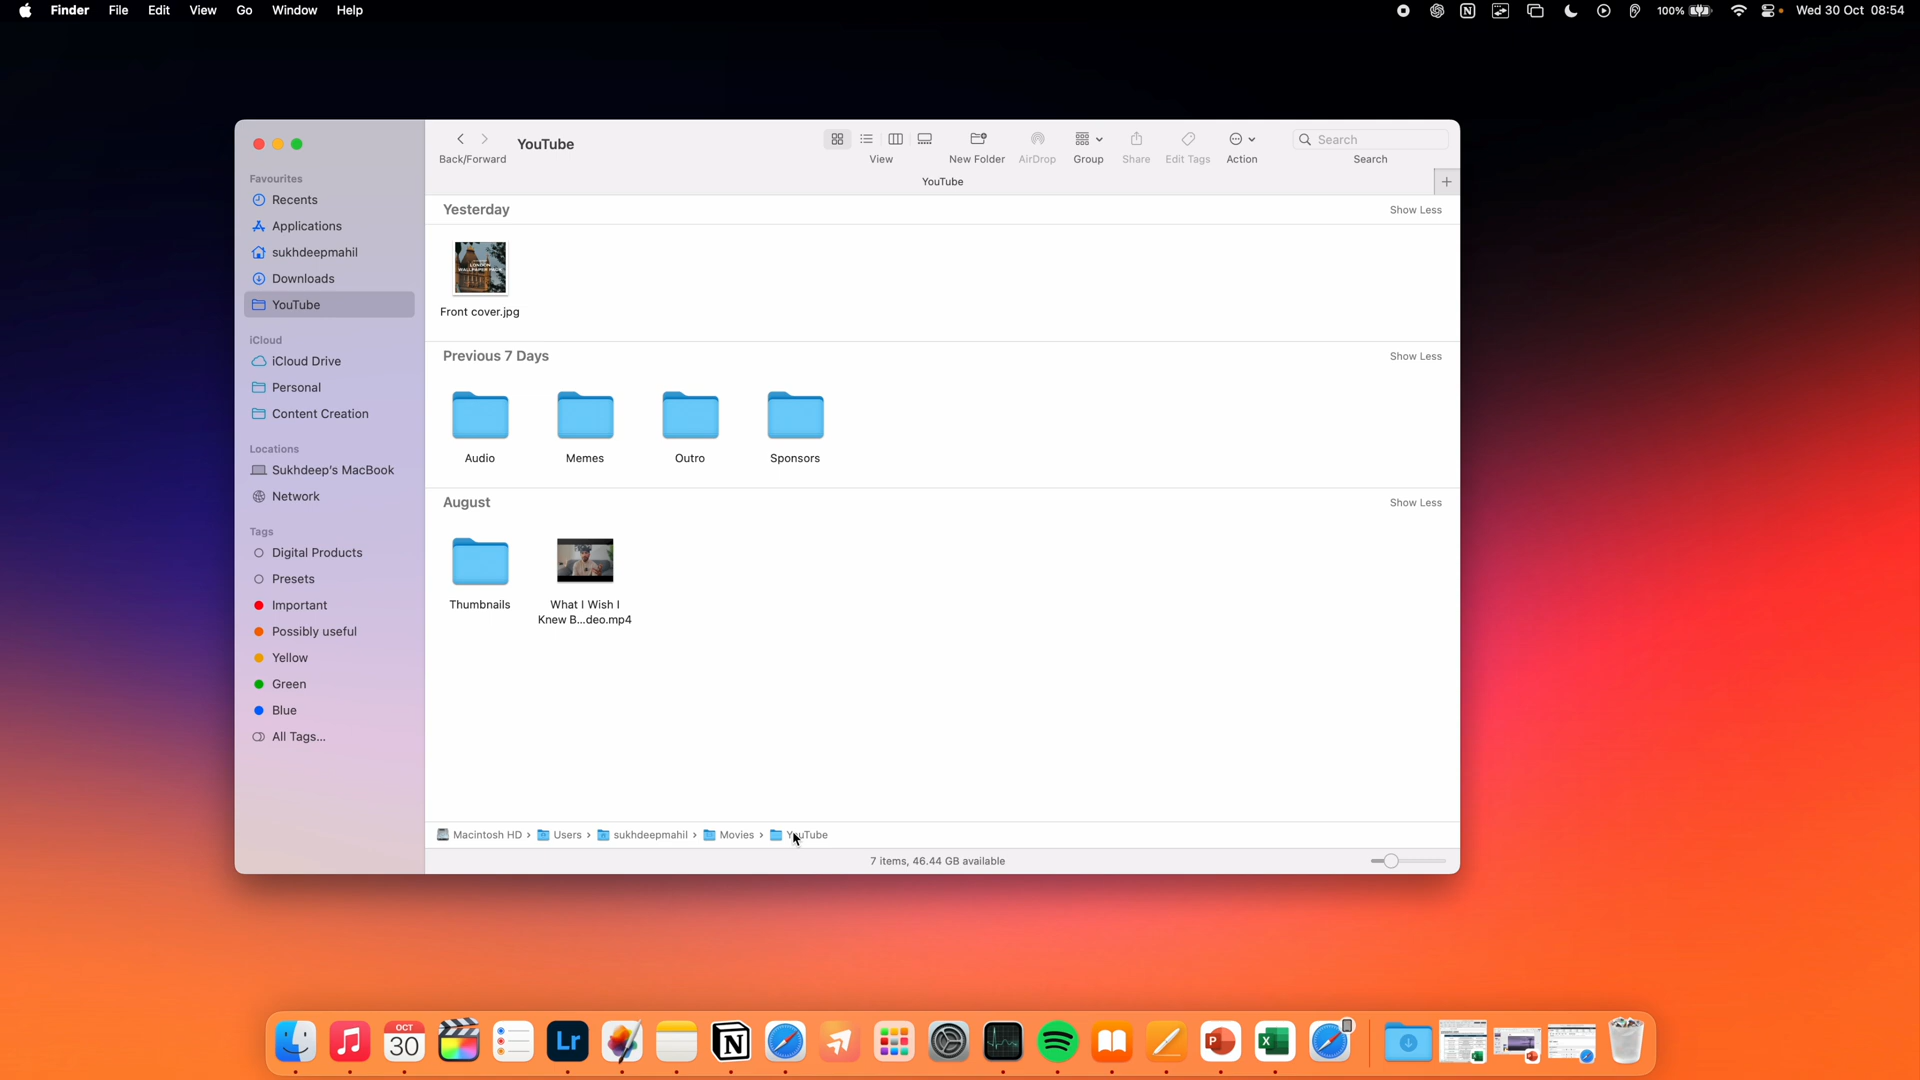 Finder File Edit View Go Window Help 100% Wed 30 Oct 08:54
YouTube
Back/Forward View New Folder AirDrop Group Share Edit Tags Action Search
Search
YouTube
Favourites
Recents
Applications
sukhdeepmahil
Downloads
YouTube
iCloud
iCloud Drive
Personal
Content Creation
Locations
Sukhdeep's MacBook
Network
Tags
Digital Products
Presets
Important
Possibly useful
Yellow
Green
Blue
All Tags...
Yesterday Show Less
LONDON
WALLPAPER PACK
Front cover.jpg
Previous 7 Days Show Less
Audio Memes Outro Sponsors
August Show Less
Thumbnails What I Wish I
Knew B...deo.mp4
Macintosh HD › Users › sukhdeepmahil › Movies › YouTube
7 items, 46.44 GB available
OCT
30
Lr